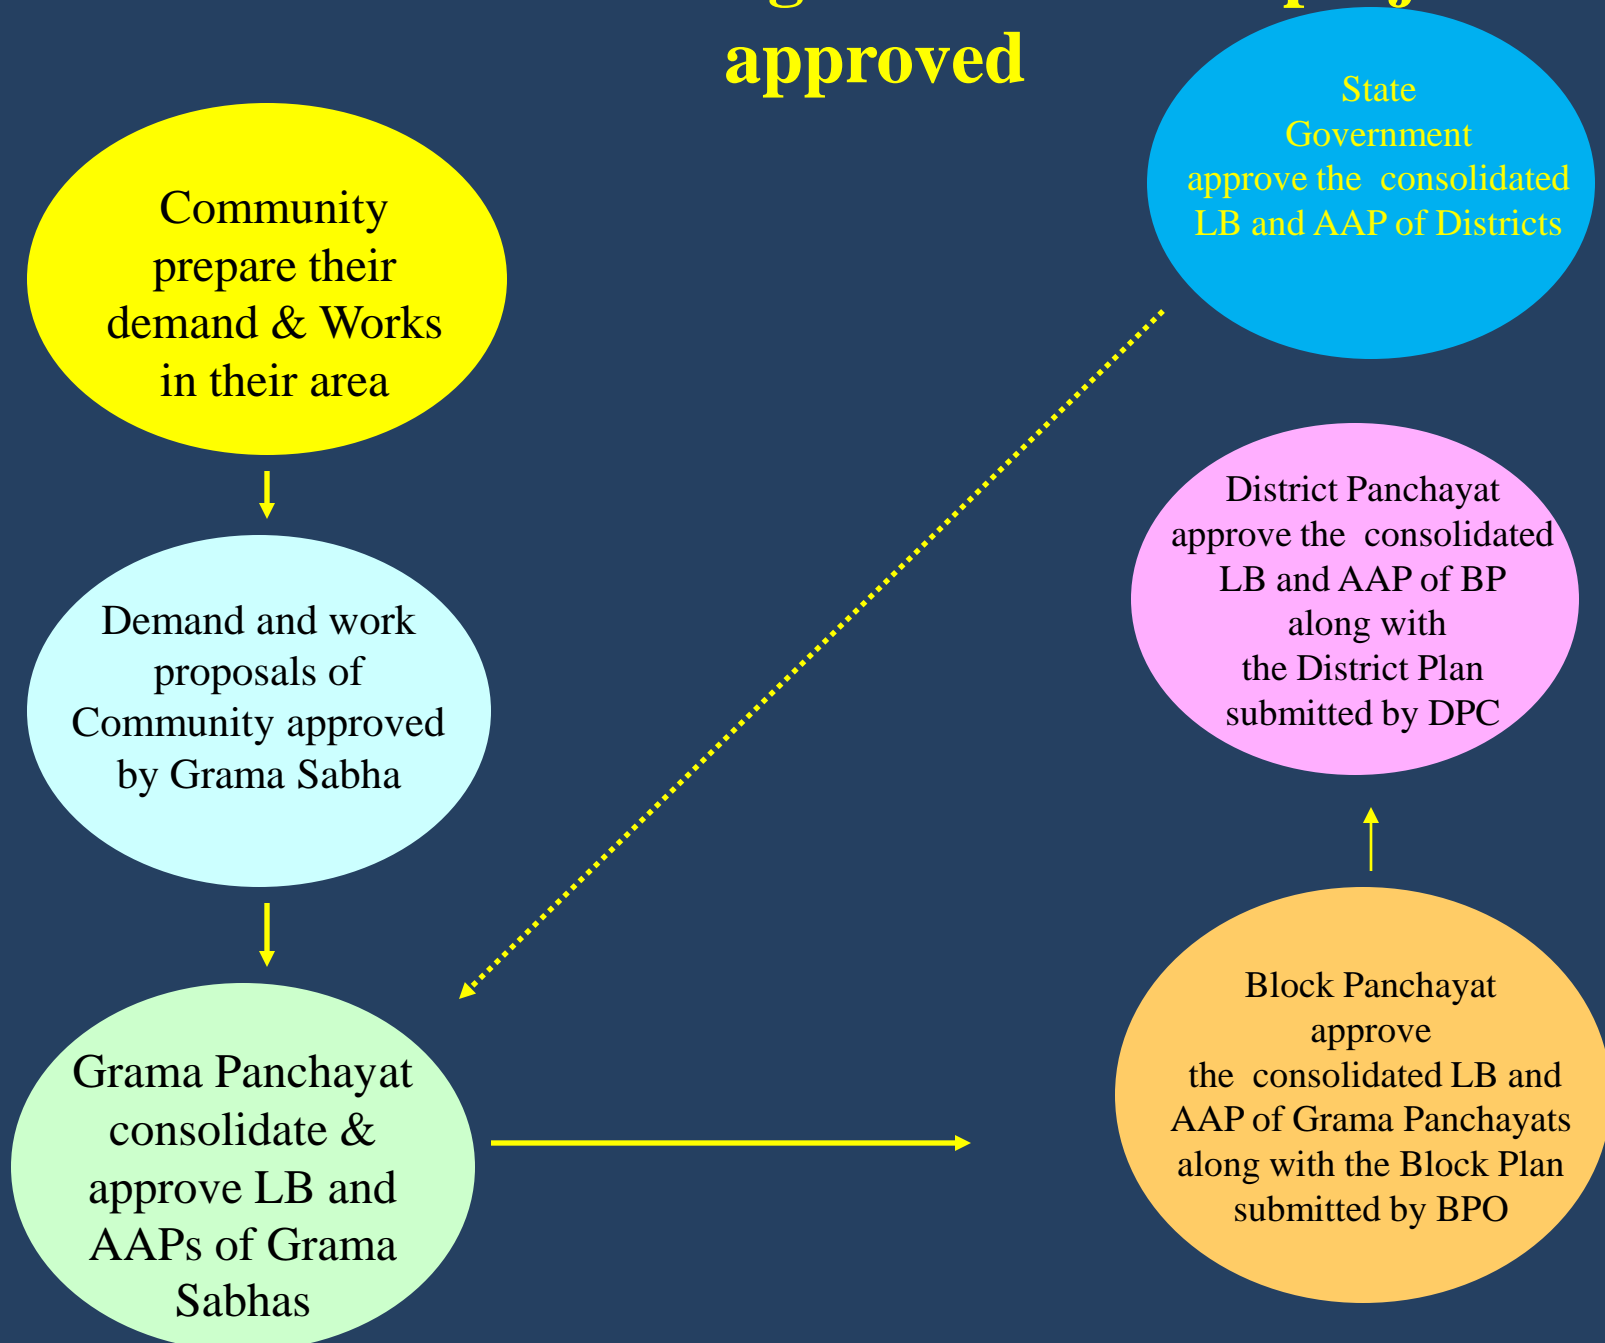 approved
Community
prepare their
demand & Works
in their area
Demand and work
proposals of
Community approved
by Grama Sabha
Grama Panchayat
consolidate &
approve LB and
AAPs of Grama
Sabhas
Block Panchayat
approve
the consolidated LB and
AAP of Grama Panchayats
along with the Block Plan
submitted by BPO
District Panchayat
approve the consolidated
LB and AAP of BP
along with
the District Plan
submitted by DPC
State
Government
approve the consolidated
LB and AAP of Districts